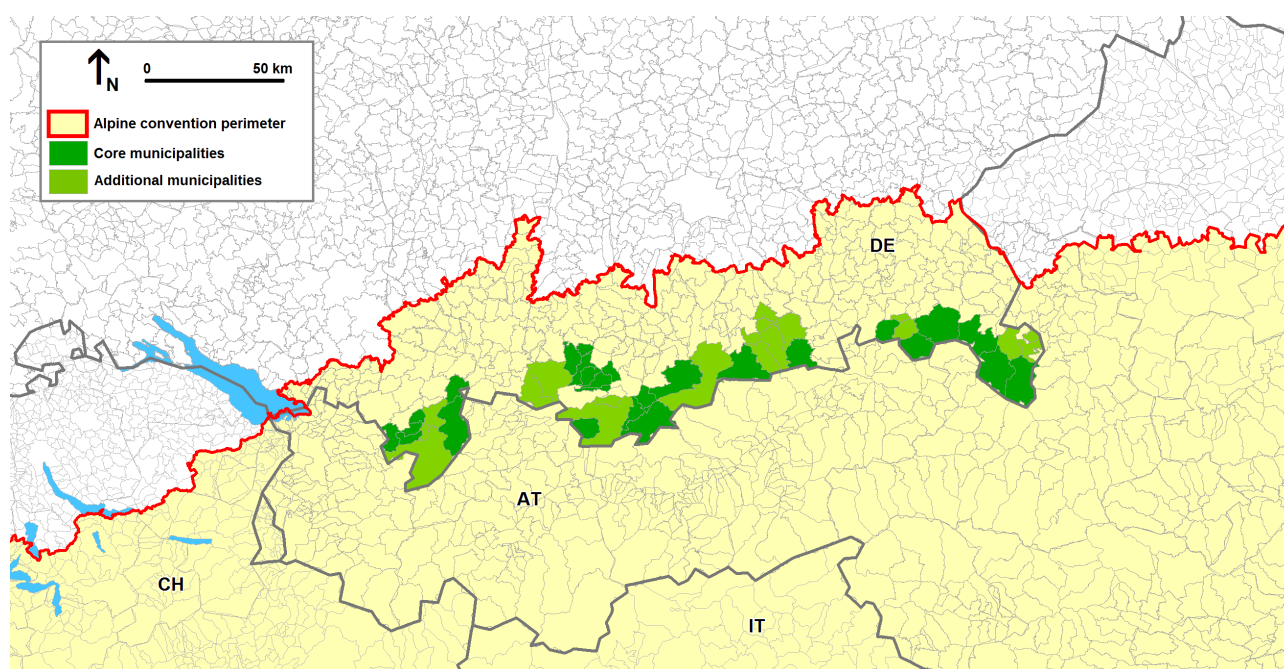 0 50 km
N
Alpine convention perimeter
Core municipalities
Additional municipalities
DE
AT
CH
IT